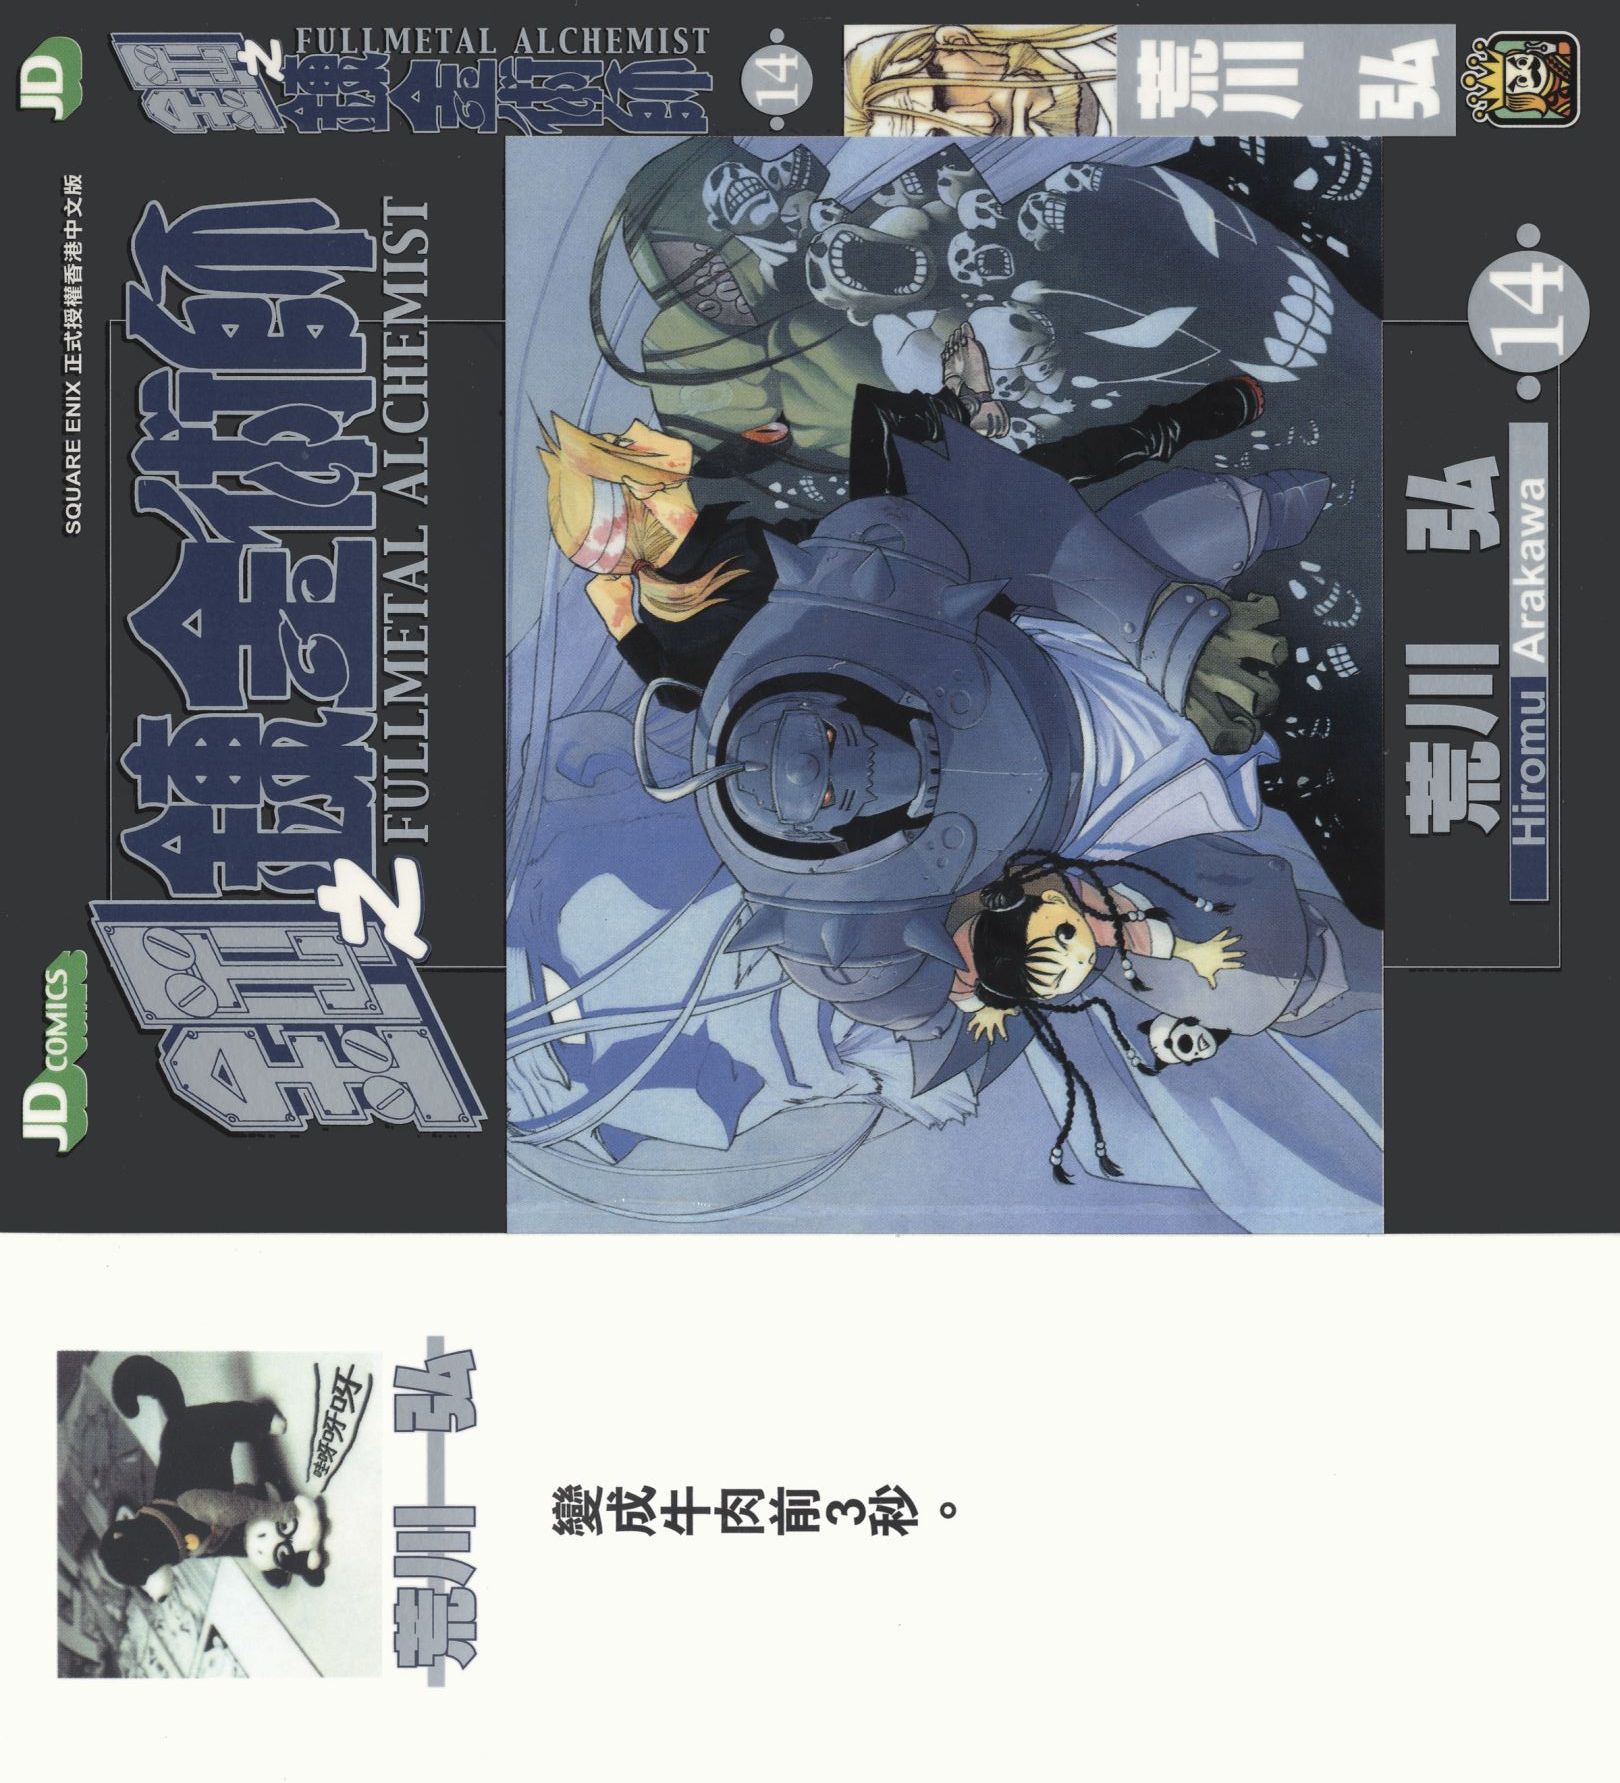 JD
鋼之鍊金術師
FULLMETAL ALCHEMIST
14
荒川 弘
SQUARE ENIX 正式授權香港中文版
JD COMICS
鋼之鍊金術師
FULLMETAL ALCHEMIST
14
荒川 弘
Hiromu Arakawa
哇呀呀呀
荒川 弘
變成牛肉前3秒。